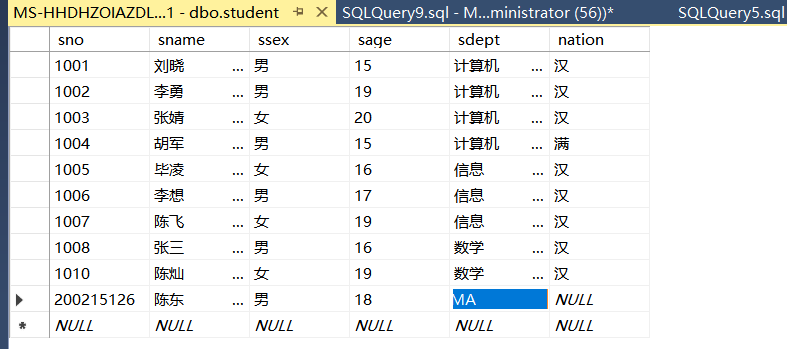 MS-HHDHZOIAZDL...1 - dbo.student SQLQuery9.sql - M...ministrator (56))* SQLQuery5.sql
sno sname ssex sage sdept nation
1001 刘晓 ... 男 15 计算机 ... 汉
1002 李勇 ... 男 19 计算机 ... 汉
1003 张婧 ... 女 20 计算机 ... 汉
1004 胡军 ... 男 15 计算机 ... 满
1005 毕凌 ... 女 16 信息 ... 汉
1006 李想 ... 男 17 信息 ... 汉
1007 陈飞 ... 女 19 信息 ... 汉
1008 张三 ... 男 16 数学 ... 汉
1010 陈灿 ... 女 19 数学 ... 汉
200215126 陈东 ... 男 18 MA NULL
* NULL NULL NULL NULL NULL NULL